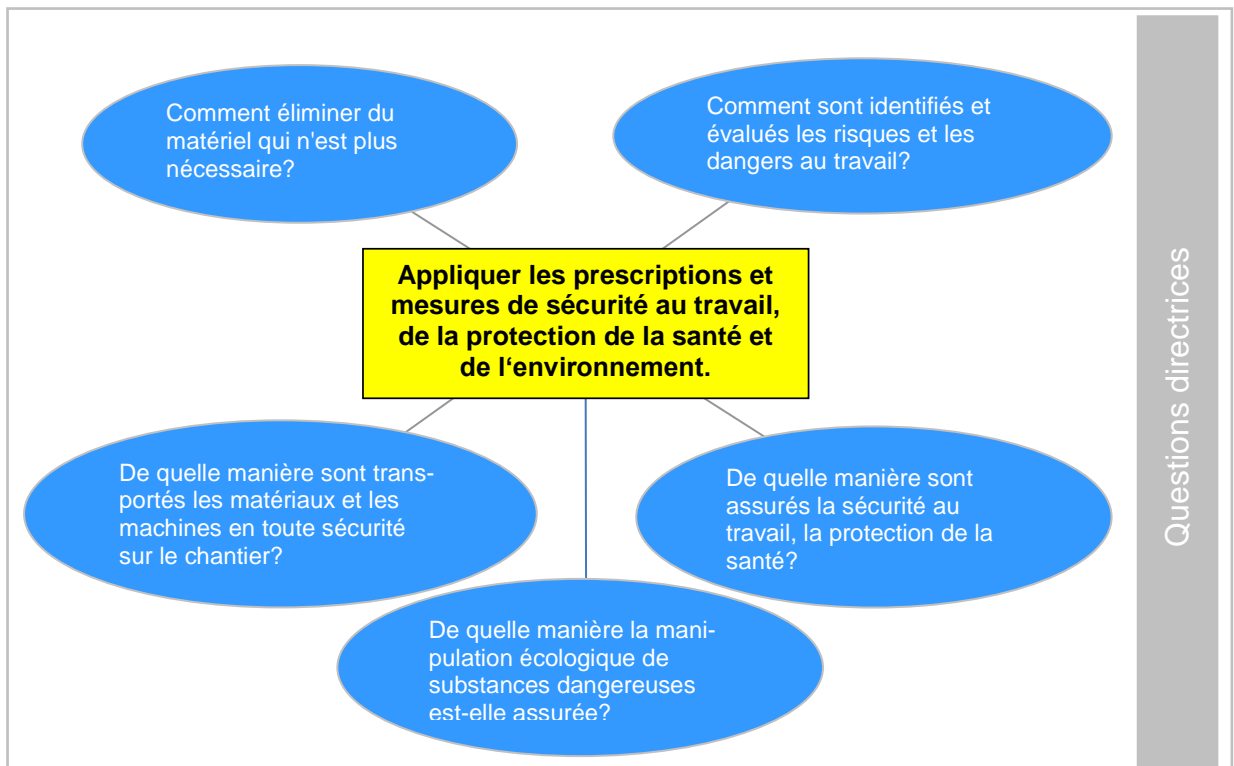 Comment éliminer du
matériel qui n'est plus
nécessaire?
Comment sont identifiés et
évalués les risques et les
dangers au travail?
Appliquer les prescriptions et
mesures de sécurité au travail,
de la protection de la santé et
de l‘environnement.
De quelle manière sont trans-
portés les matériaux et les
machines en toute sécurité
sur le chantier?
De quelle manière sont
assurés la sécurité au
travail, la protection de la
santé?
De quelle manière la mani-
pulation écologique de
substances dangereuses
est-elle assurée?
Questions directrices